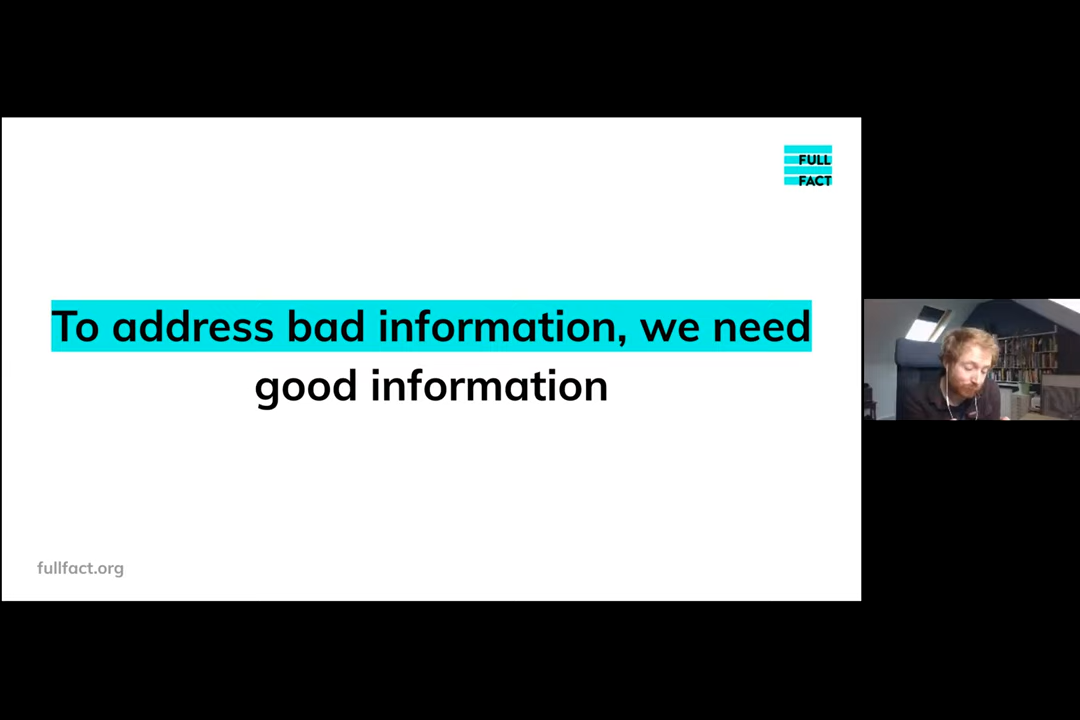 FULL
FACT
To address bad information, we need
good information
fullfact.org